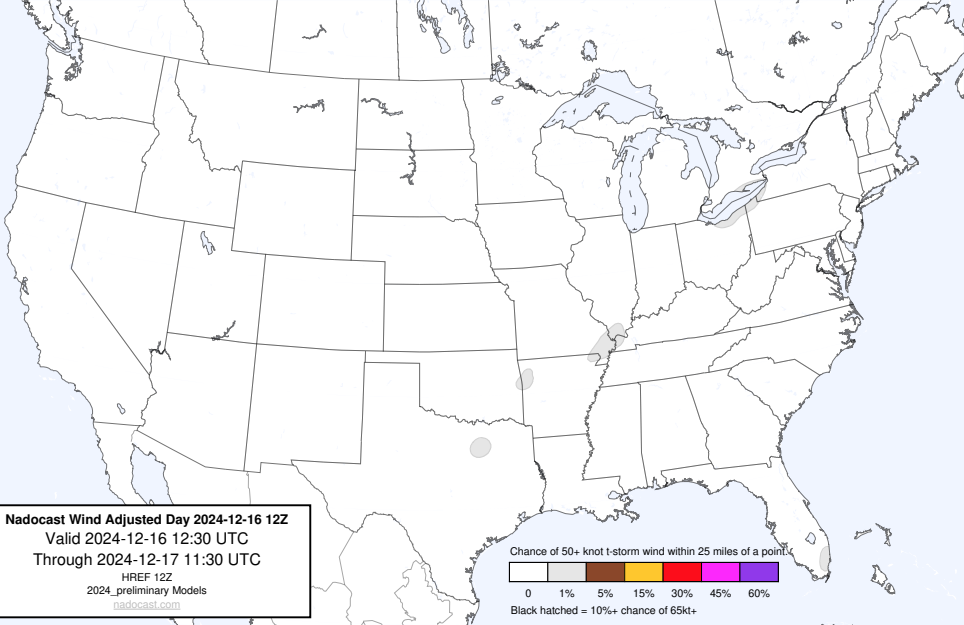 Nadocast Wind Adjusted Day 2024-12-16 12Z
Valid 2024-12-16 12:30 UTC
Through 2024-12-17 11:30 UTC
HREF 12Z
2024_preliminary Models
nadocast.com
Chance of 50+ knot t-storm wind within 25 miles of a point.
0 1% 5% 15% 30% 45% 60%
Black hatched = 10%+ chance of 65kt+